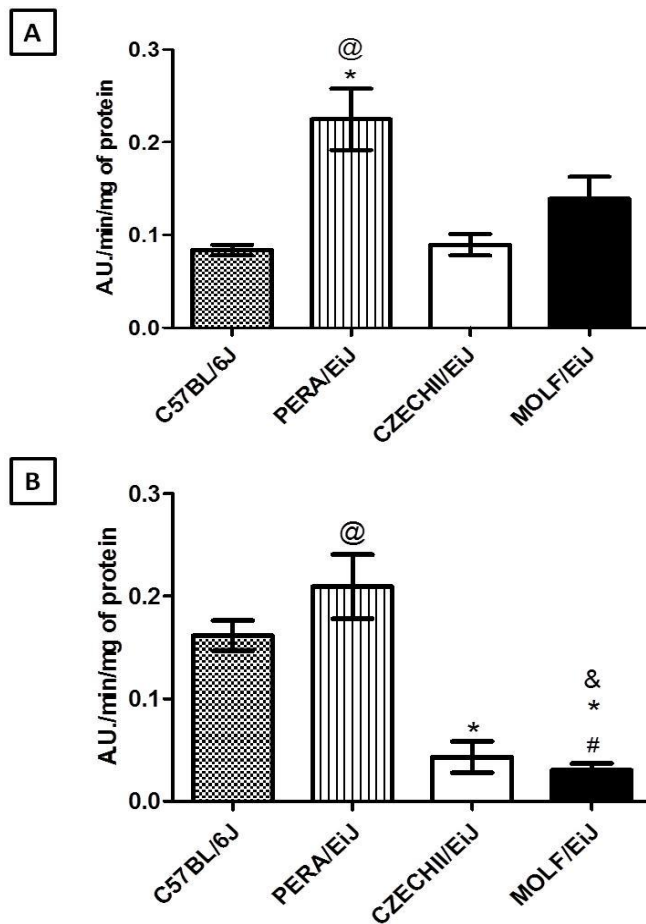 A
A.U./min/mg of protein
0.3
0.2
0.1
0.0
@
*
C57BL/6J
PERA/EiJ
CZECHII/EiJ
MOLF/EiJ
B
A.U./min/mg of protein
0.3
0.2
0.1
0.0
@
*
&
*
#
C57BL/6J
PERA/EiJ
CZECHII/EiJ
MOLF/EiJ